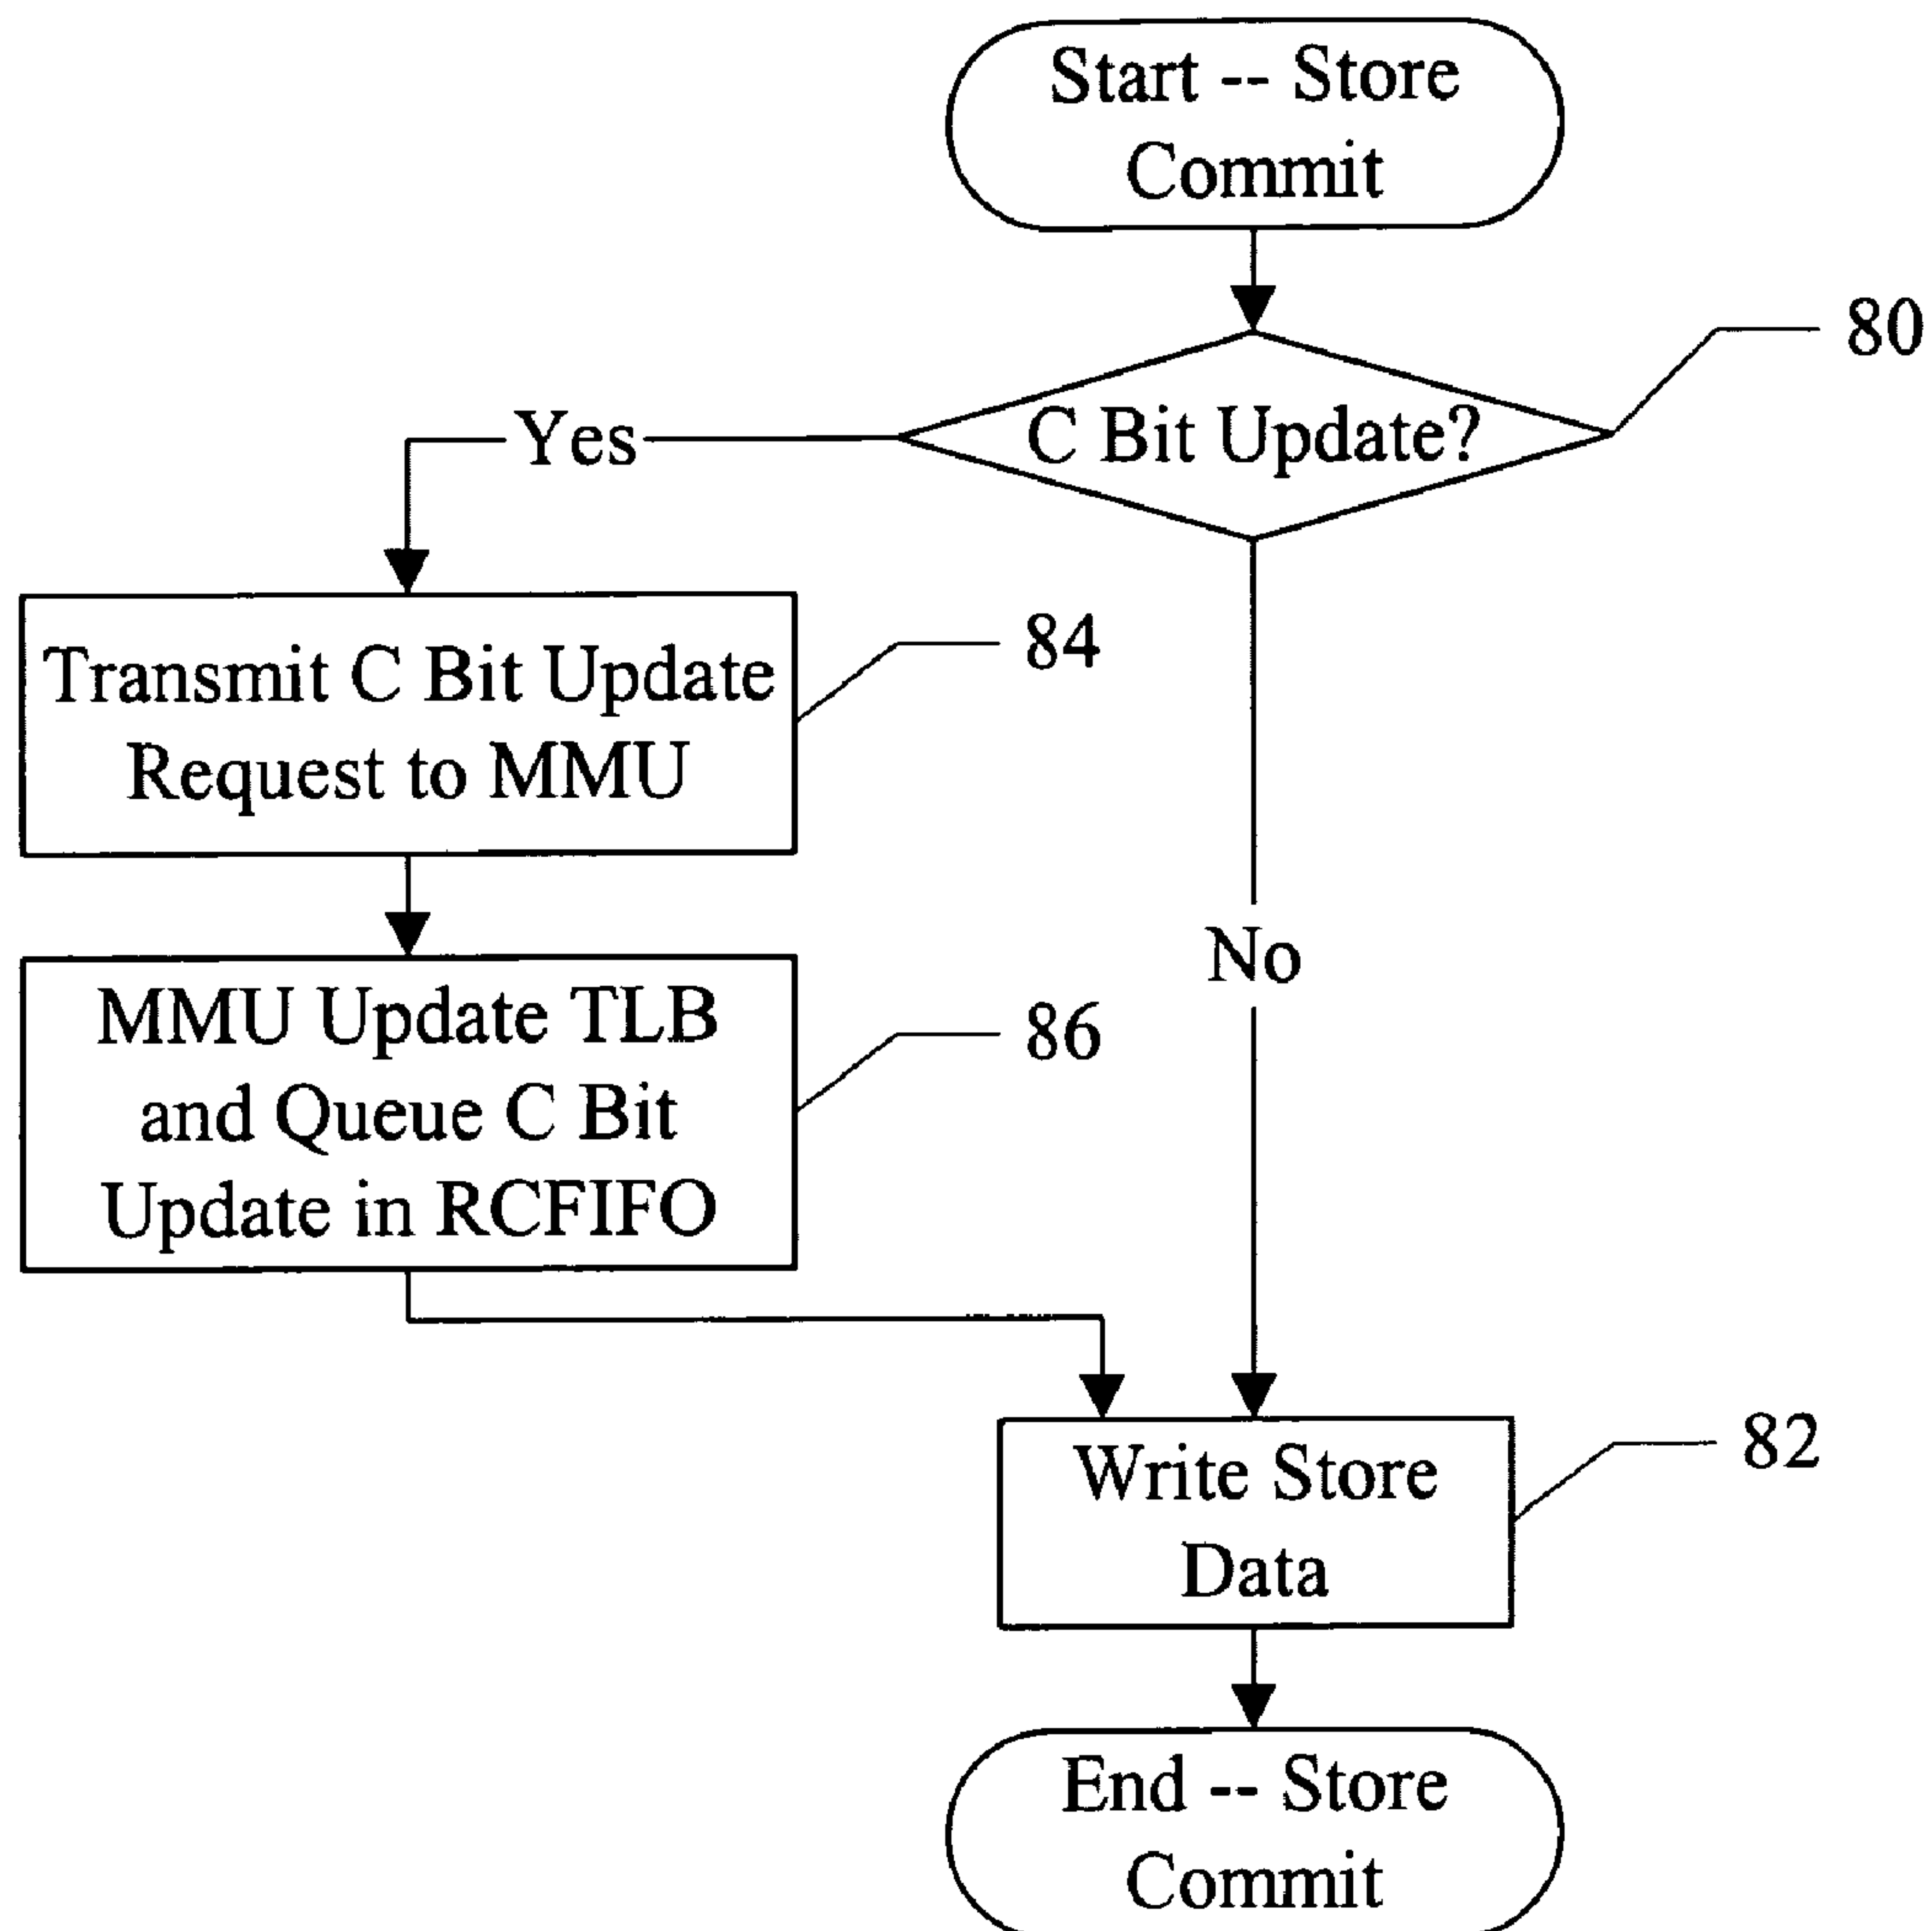 Start -- Store
Commit
80
C Bit Update?
Yes
84
Transmit C Bit Update
Request to MMU
No
86
MMU Update TLB
and Queue C Bit
Update in RCFIFO
82
Write Store
Data
End -- Store
Commit